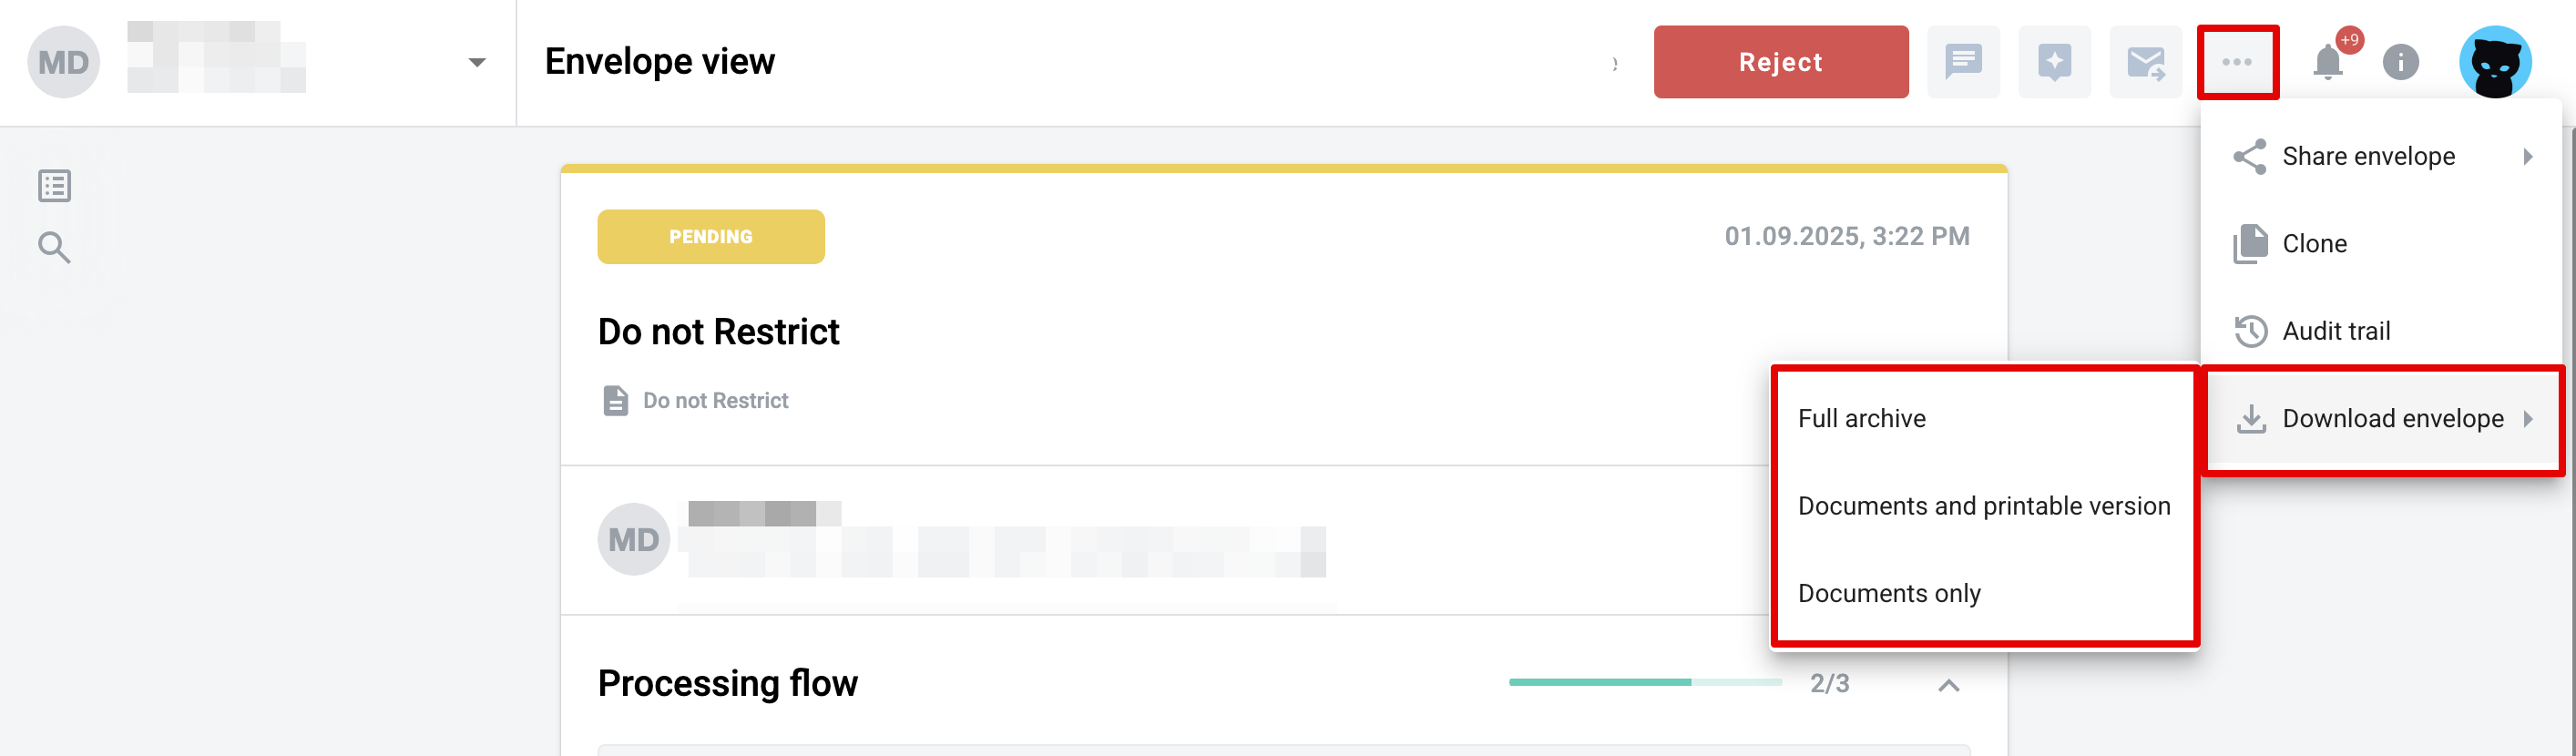 MD
Envelope view
Reject
+9
Share envelope
Clone
Audit trail
Download envelope
Full archive
Documents and printable version
Documents only
PENDING
01.09.2025, 3:22 PM
Do not Restrict
Do not Restrict
MD
Processing flow
2/3